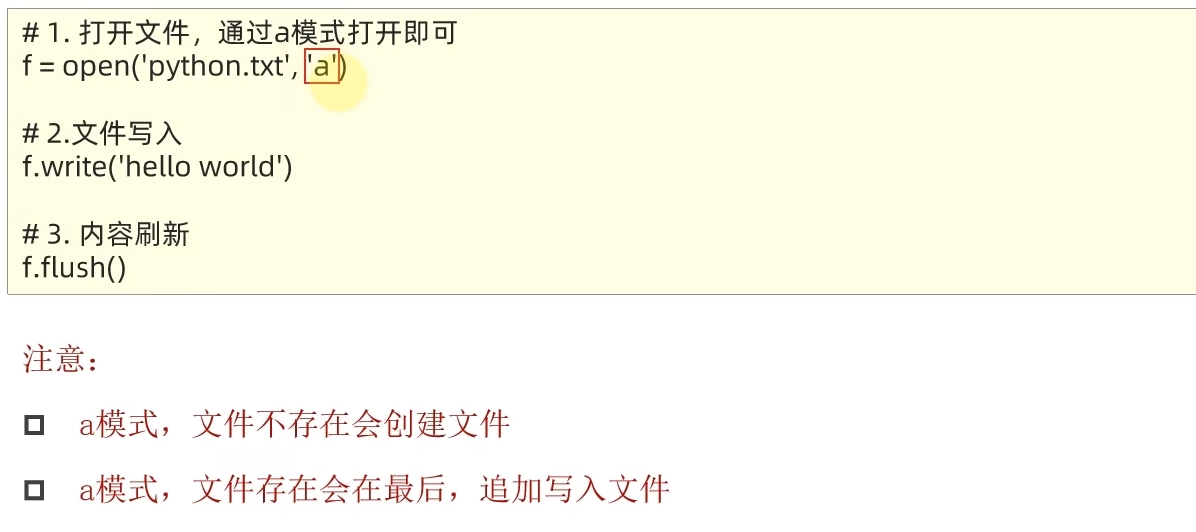 # 1. 打开文件，通过a模式打开即可
f = open('python.txt', 'a')
# 2.文件写入
f.write('hello world')
# 3. 内容刷新
f.flush()
注意：
a模式，文件不存在会创建文件
a模式，文件存在会在最后，追加写入文件